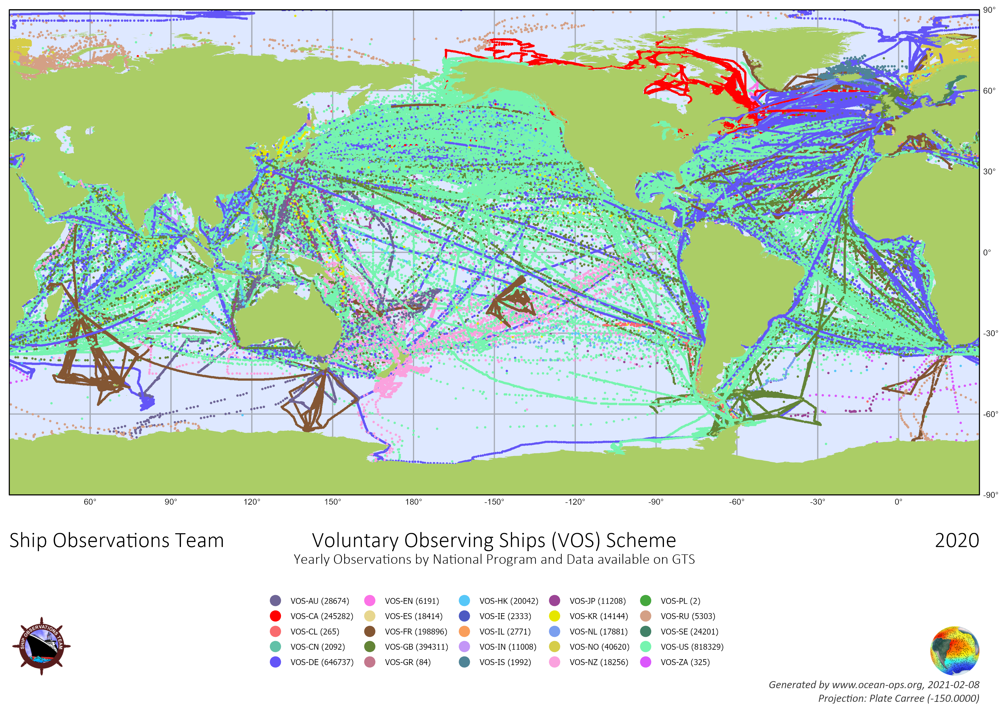 90°
60°
30°
0°
-30°
-60°
-90°
60° 90° 120° 150° 180° -150° -120° -90° -60° -30° 0°
Ship Observations Team
Voluntary Observing Ships (VOS) Scheme
2020
Yearly Observations by National Program and Data available on GTS
VOS-AU (28674) VOS-EN (6191) VOS-HK (20042) VOS-JP (11208) VOS-PL (2)
VOS-CA (245282) VOS-ES (18414) VOS-IE (2333) VOS-KR (14144) VOS-RU (5303)
VOS-CL (265) VOS-FR (198896) VOS-IL (2771) VOS-NL (17881) VOS-SE (24201)
VOS-CN (2092) VOS-GB (394311) VOS-IN (11008) VOS-NO (40620) VOS-US (818329)
VOS-DE (646737) VOS-GR (84) VOS-IS (1992) VOS-NZ (18256) VOS-ZA (325)
SHIP OBSERVATIONS TEAM
Generated by www.ocean-ops.org, 2021-02-08
Projection: Plate Carree (-150.0000)